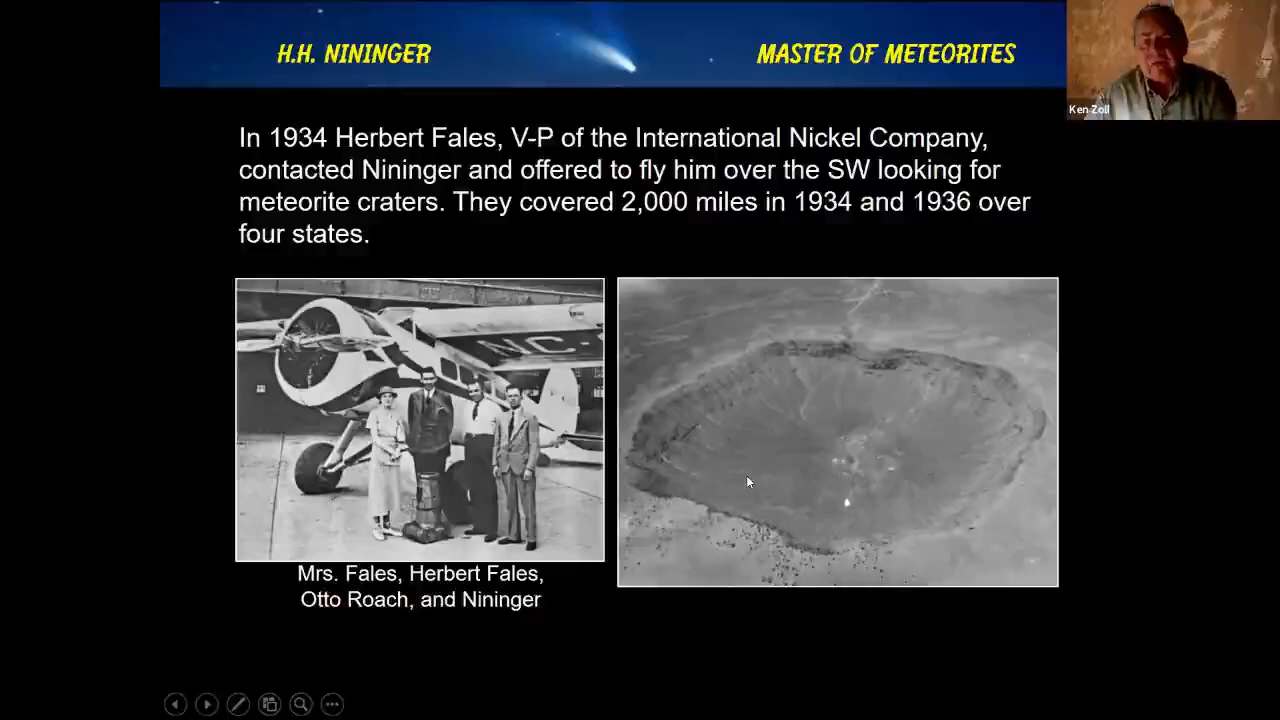 H.H. NININGER
MASTER OF METEORITES
Ken Zoll
In 1934 Herbert Fales, V-P of the International Nickel Company,
contacted Nininger and offered to fly him over the SW looking for
meteorite craters. They covered 2,000 miles in 1934 and 1936 over
four states.
NC-
Mrs. Fales, Herbert Fales,
Otto Roach, and Nininger